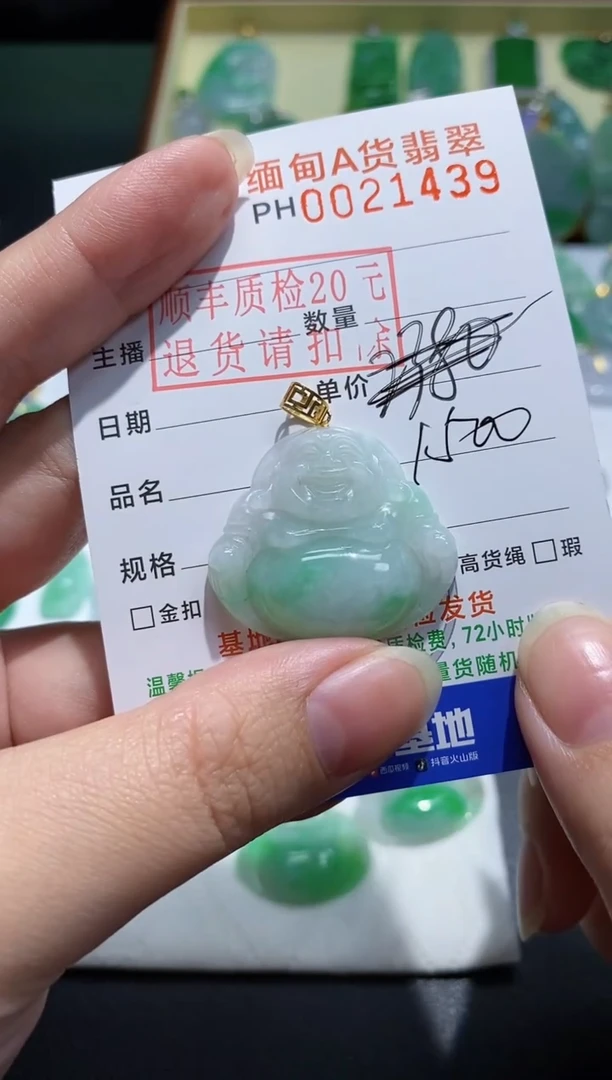 缅甸A货翡翠
PH0021439
顺丰质检20元
退货请扣除
主播
数量
单价 2380
1500
日期
品名
规格
高货绳 □瑕
□金扣
基地 检发货
温馨 质检费,72小时
量货随机
基地
西瓜视频 抖音火山版